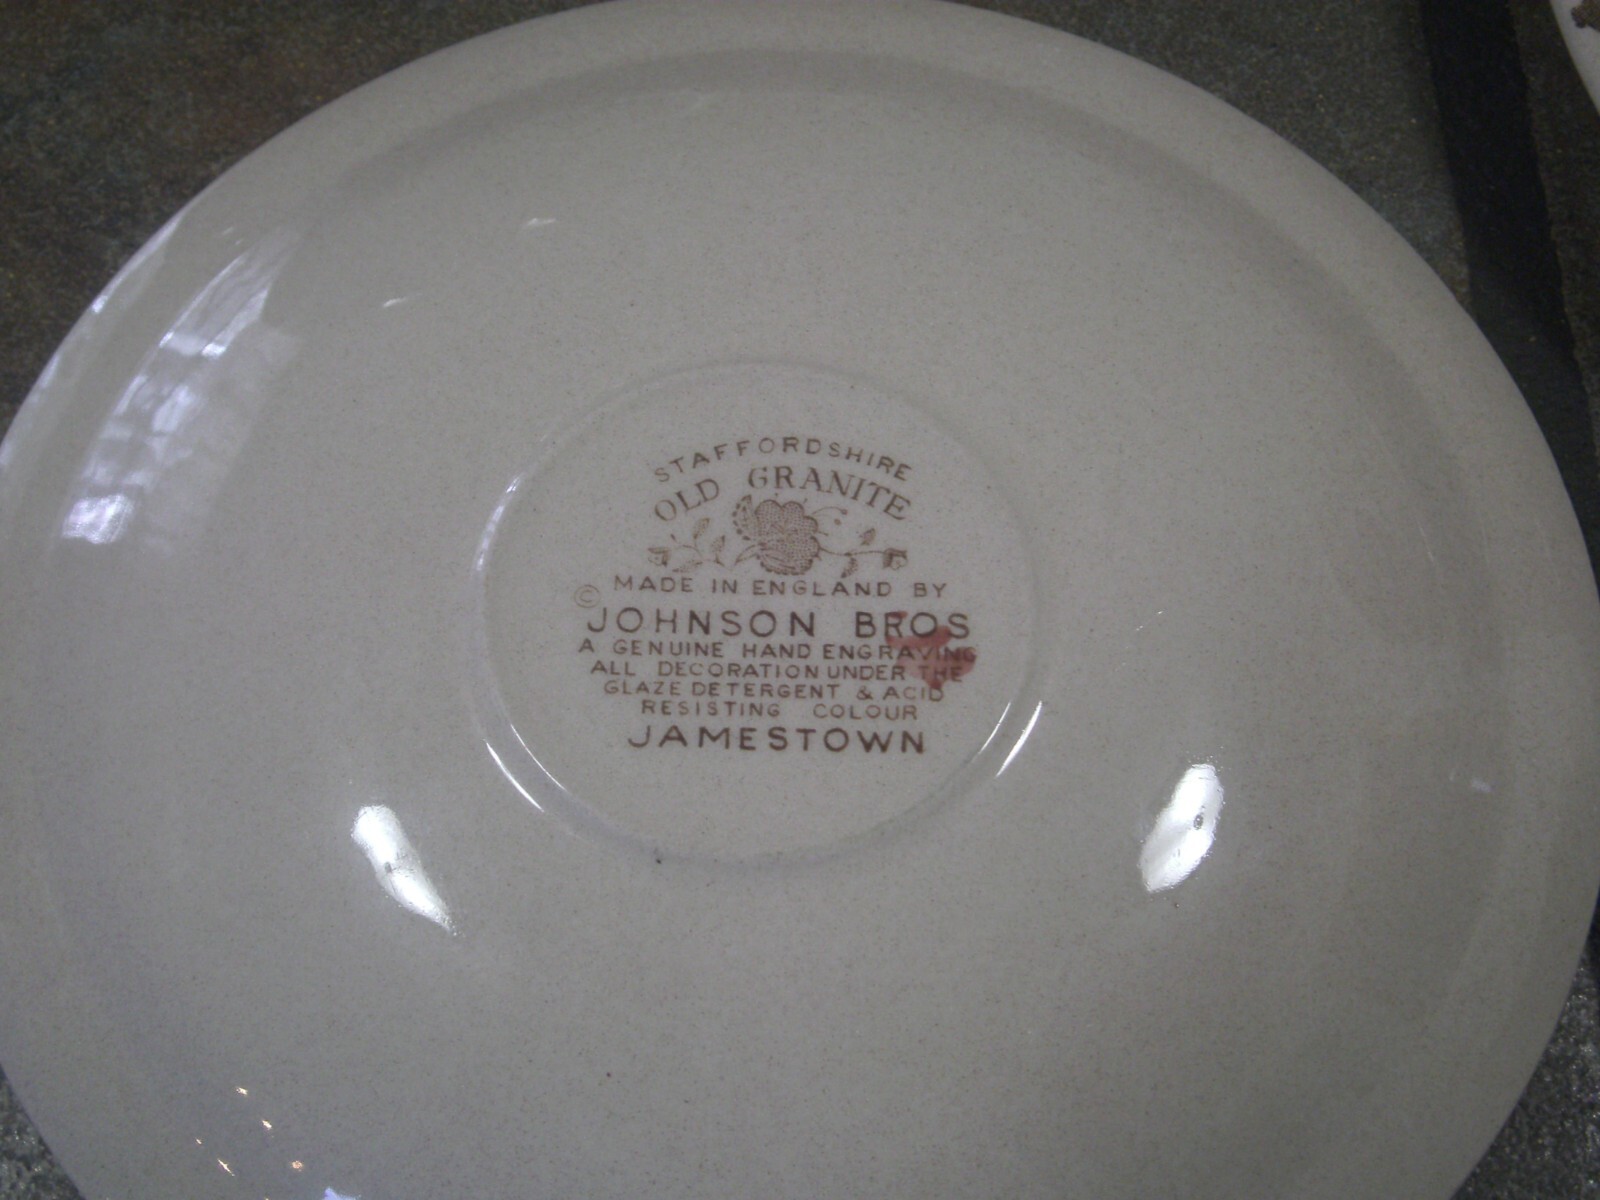 STAFFORDSHIRE
OLD GRANITE
MADE IN ENGLAND BY
© JOHNSON BROS
A GENUINE HAND ENGRAVING
ALL DECORATION UNDER THE
GLAZE DETERGENT & ACID
RESISTING COLOUR
JAMESTOWN